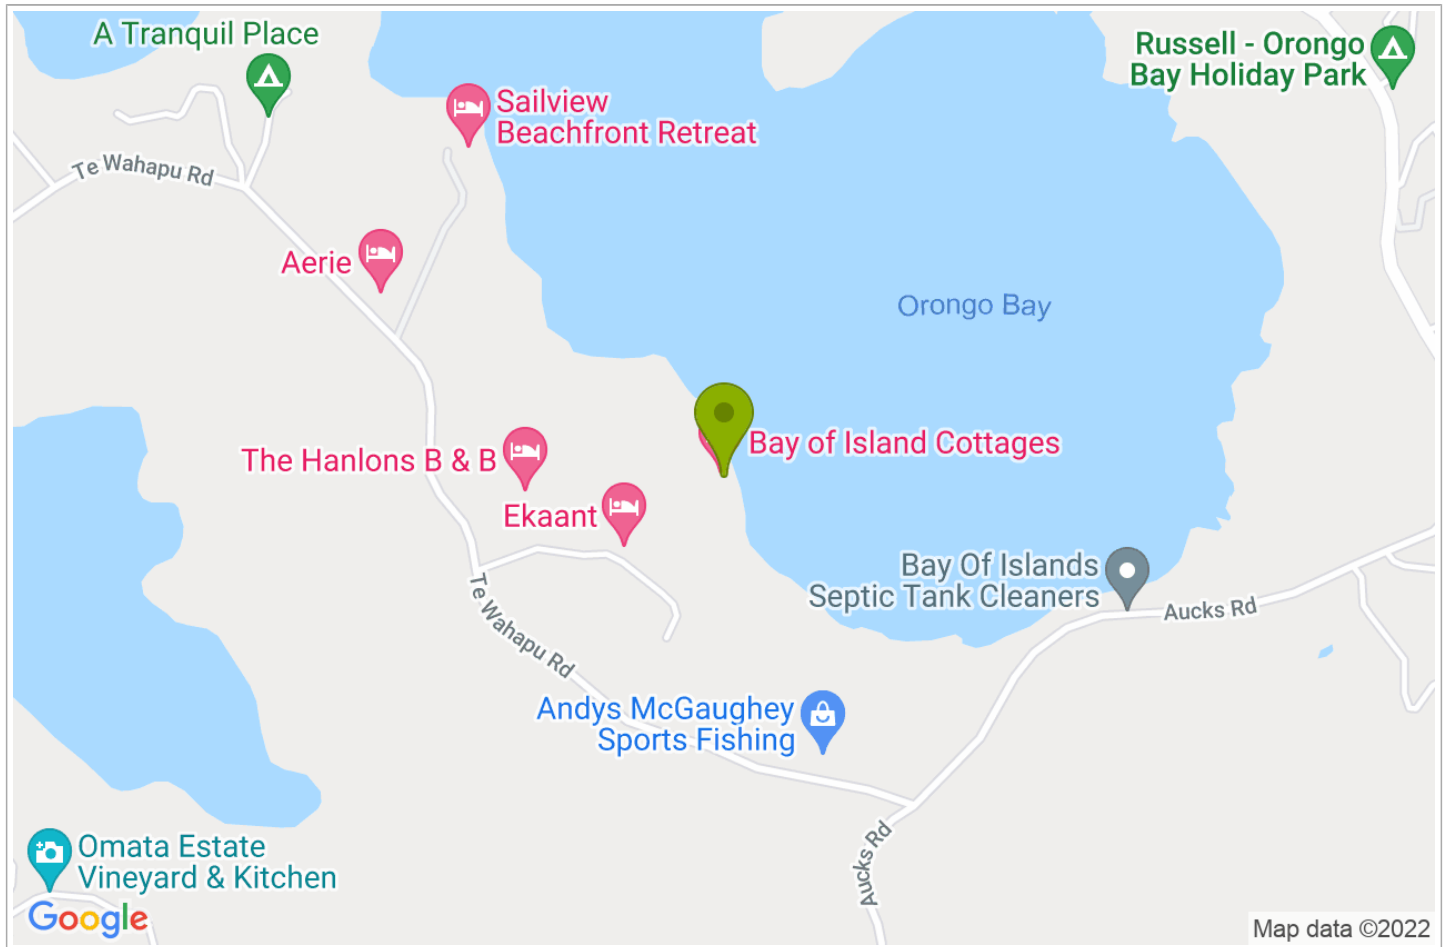 A Tranquil Place
Russell - Orongo
Bay Holiday Park
Sailview
Beachfront Retreat
Te Wahapu Rd
Aerie
Orongo Bay
Bay of Island Cottages
The Hanlons B & B
Ekaant
Bay Of Islands
Septic Tank Cleaners
Aucks Rd
Te Wahapu Rd
Andys McGaughey
Sports Fishing
Aucks Rd
Omata Estate
Vineyard & Kitchen
Google
Map data ©2022